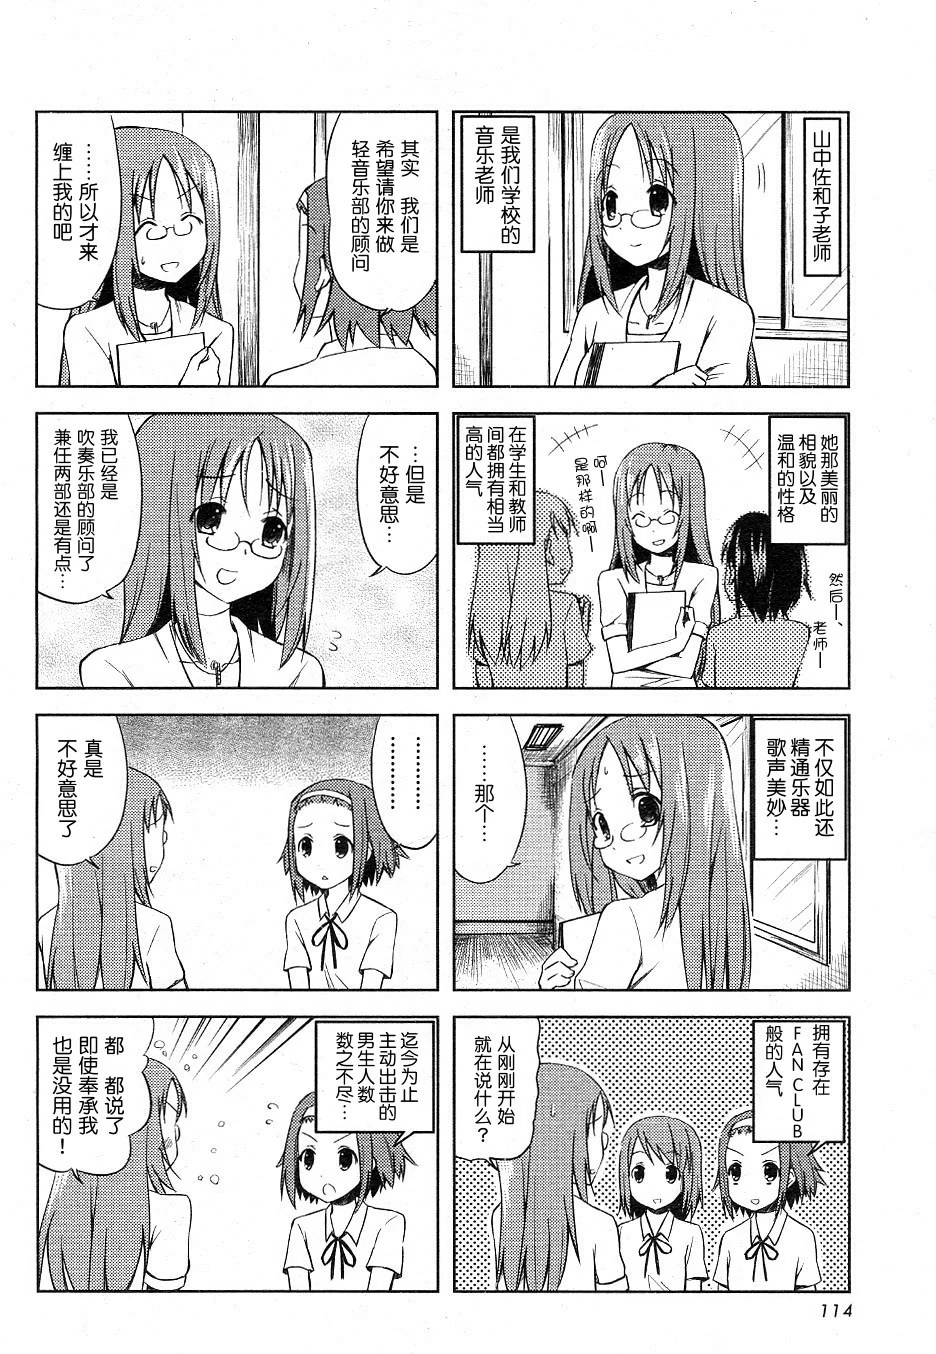 山中佐和子老师
是我们学校的
音乐老师
她那美丽的
相貌以及
温和的性格
在学生和教师
间都拥有相当
高的人气
呵—
是那样的啊—
然后—、
老师—
不仅如此还
精通乐器
歌声美妙…
那个…
……
拥有存在
FAN CLUB
般的人气
从刚刚开始
就在说什么？
其实 我们是
希望请你来做
轻音乐部的顾问
……所以才来
缠上我的吧
…但是
不好意思…
我已经是
吹奏乐部的顾问了
兼任两部还是有点…
………
………
真是
不好意思了
迄今为止
主动出击的
男生人数
数之不尽…
都 都说了
即使奉承我
也是没用的！
114